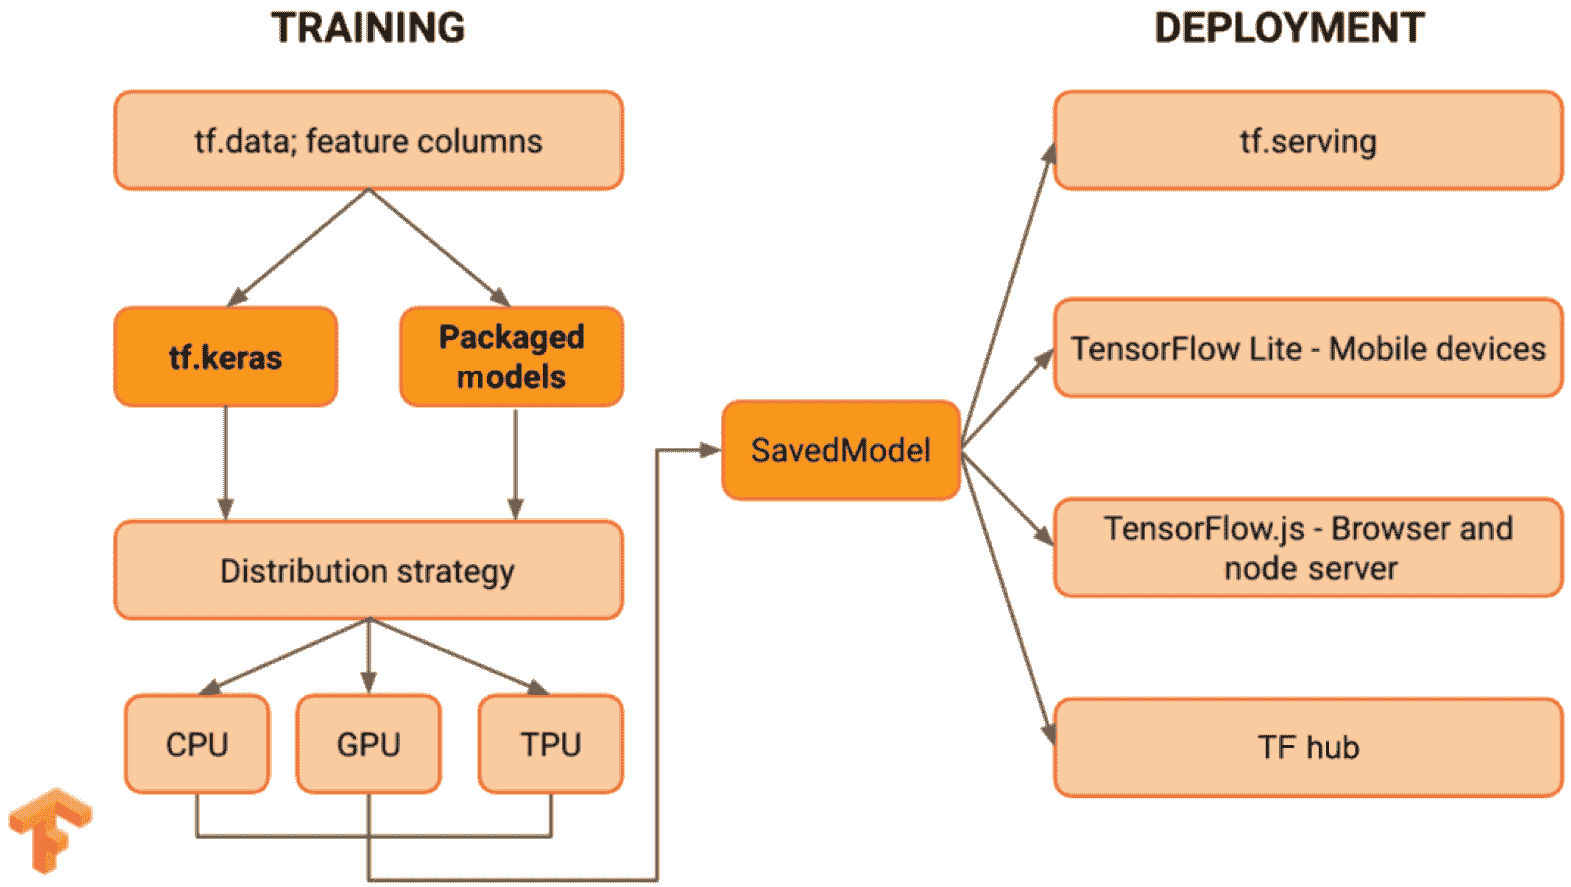 TRAINING
DEPLOYMENT
tf.data; feature columns
tf.serving
tf.keras
Packaged
models
TensorFlow Lite - Mobile devices
SavedModel
Distribution strategy
TensorFlow.js - Browser and
node server
CPU
GPU
TPU
TF hub